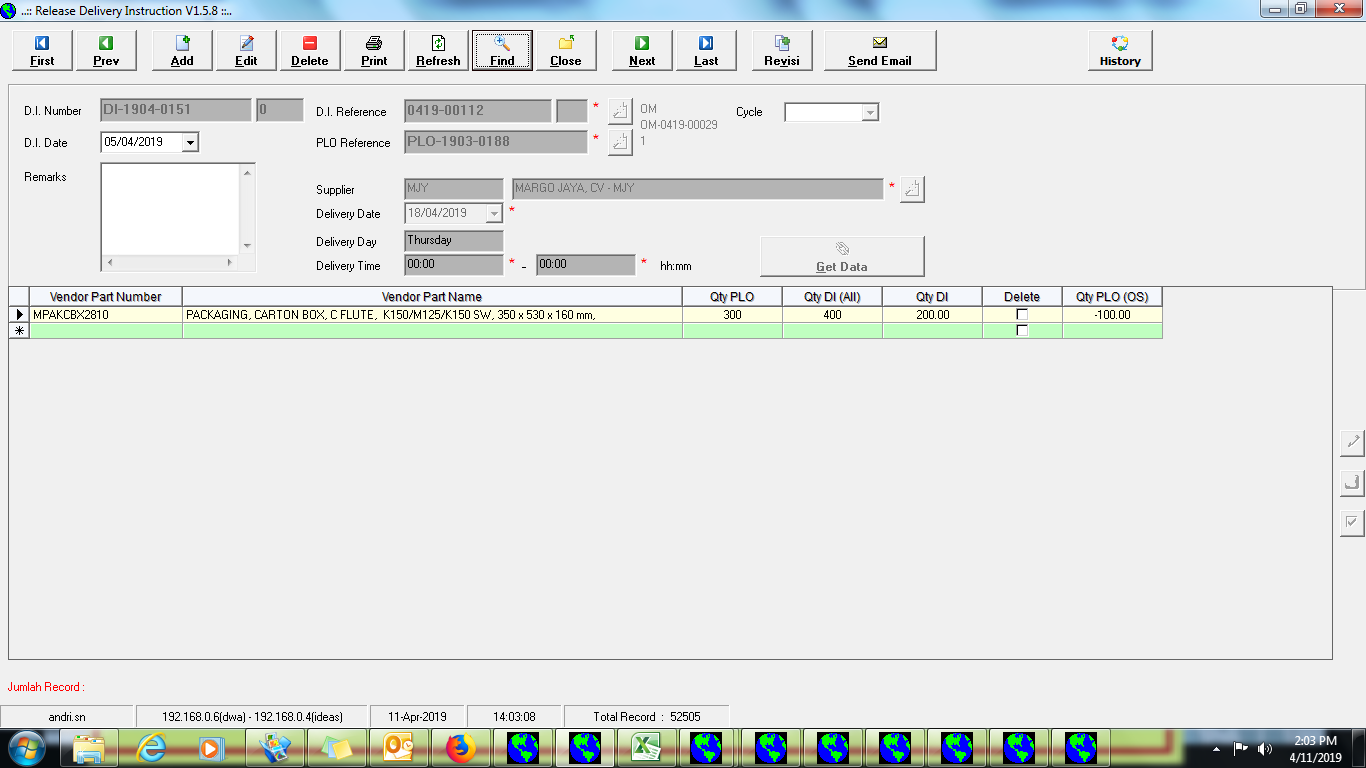 ..:: Release Delivery Instruction V1.5.8 ::..
First Prev Add Edit Delete Print Refresh Find Close Next Last Revisi Send Email History
D.I. Number DI-1904-0151 0 D.I. Reference 0419-00112 * OM Cycle
OM-0419-00029
D.I. Date 05/04/2019 PLO Reference PLO-1903-0188 * 1
Remarks
Supplier MJY MARGO JAYA, CV - MJY *
Delivery Date 18/04/2019 *
Delivery Day Thursday
Delivery Time 00:00 * - 00:00 * hh:mm Get Data
Vendor Part Number Vendor Part Name Qty PLO Qty DI (All) Qty DI Delete Qty PLO (OS)
MPAKCBX2810 PACKAGING, CARTON BOX, C FLUTE, K150/M125/K150 SW, 350 x 530 x 160 mm, 300 400 200.00 -100.00
Jumlah Record :
andri.sn 192.168.0.6(dwa) - 192.168.0.4(ideas) 11-Apr-2019 14:03:08 Total Record : 52505
2:03 PM
4/11/2019